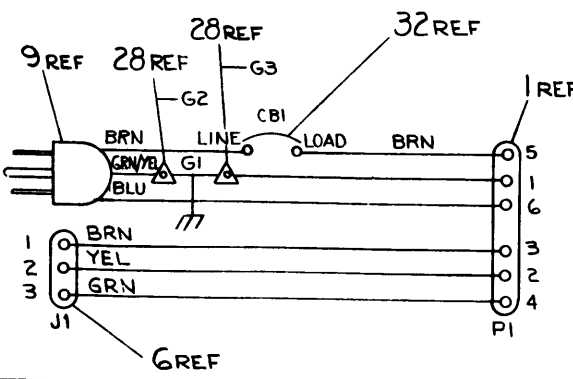 28REF
32REF
9REF
28REF
G3
1REF
G2
CB1
BRN
LINE
LOAD
BRN
5
GRN/YEL
G1
1
BLU
6
1
BRN
3
2
YEL
2
3
GRN
4
J1
P1
6REF